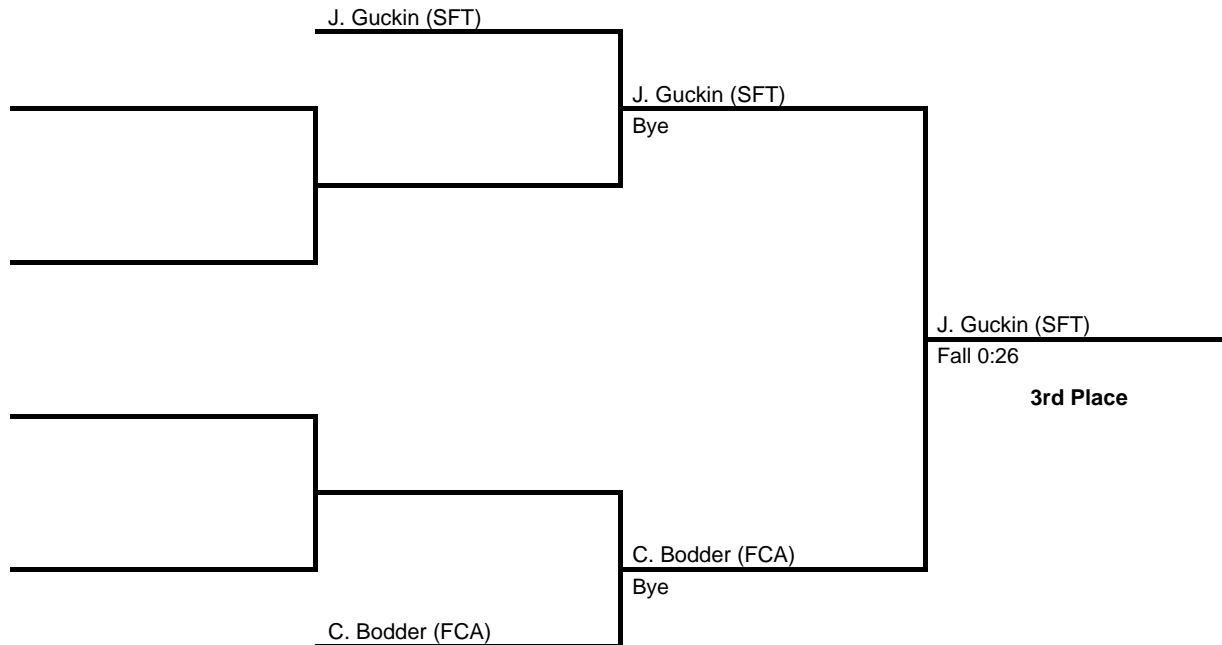 J. Guckin (SFT)
J. Guckin (SFT)
Bye
J. Guckin (SFT)
Fall 0:26
3rd Place
C. Bodder (FCA)
Bye
C. Bodder (FCA)